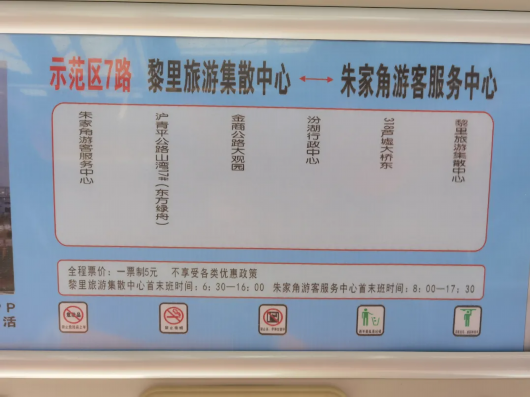 示范区7路 黎里旅游集散中心 ↔ 朱家角游客服务中心
朱家角游客服务中心
沪青平公路山湾17#(东方绿舟)
金商公路大观园
汾湖行政中心
318芦墟大桥东
黎里旅游集散中心
全程票价：一票制5元 不享受各类优惠政策
黎里旅游集散中心首末班时间：6：30—16：00 朱家角游客服务中心首末班时间：8：00—17：30
P
活